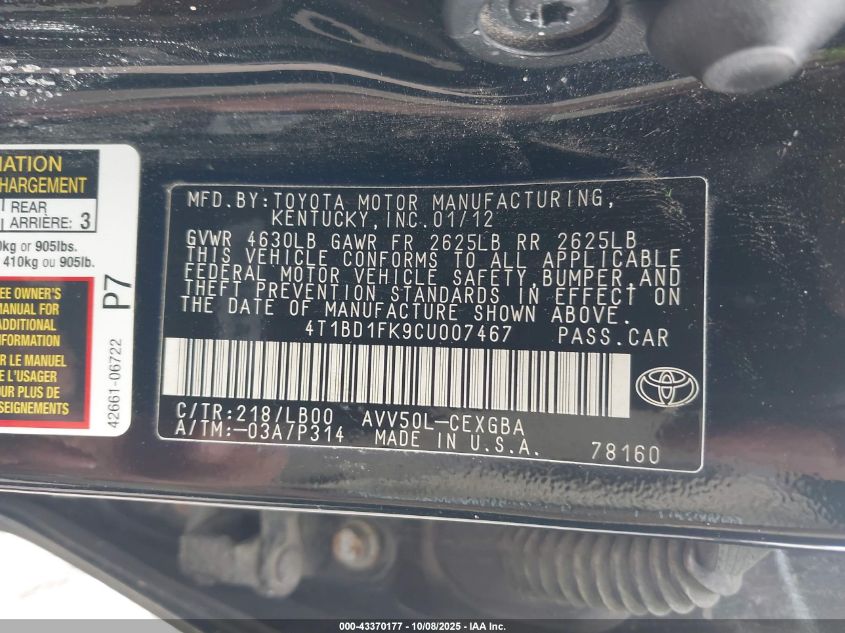 MATION
CHARGEMENT
REAR
ARRIÈRE: 3
0kg or 905lbs.
410kg ou 905lb.
EE OWNER'S
MANUAL FOR
ADDITIONAL
INFORMATION
R LE MANUEL
E L'USAGER
OUR PLUS DE
SEIGNEMENTS
P7
42661-06722
MFD.BY: TOYOTA MOTOR MANUFACTURING,
KENTUCKY, INC. 01/12
GVWR 4630LB GAWR FR 2625LB RR 2625LB
THIS VEHICLE CONFORMS TO ALL APPLICABLE
FEDERAL MOTOR VEHICLE SAFETY, BUMPER, AND
THEFT PREVENTION STANDARDS IN EFFECT ON
THE DATE OF MANUFACTURE SHOWN ABOVE.
4T1BD1FK9CU007467 PASS.CAR
C/TR:218/LB00 AVV50L-CEXGBA
A/TM:-03A/P314 MADE IN U.S.A. 78160
000-43370177 - 10/08/2025 - IAA Inc.